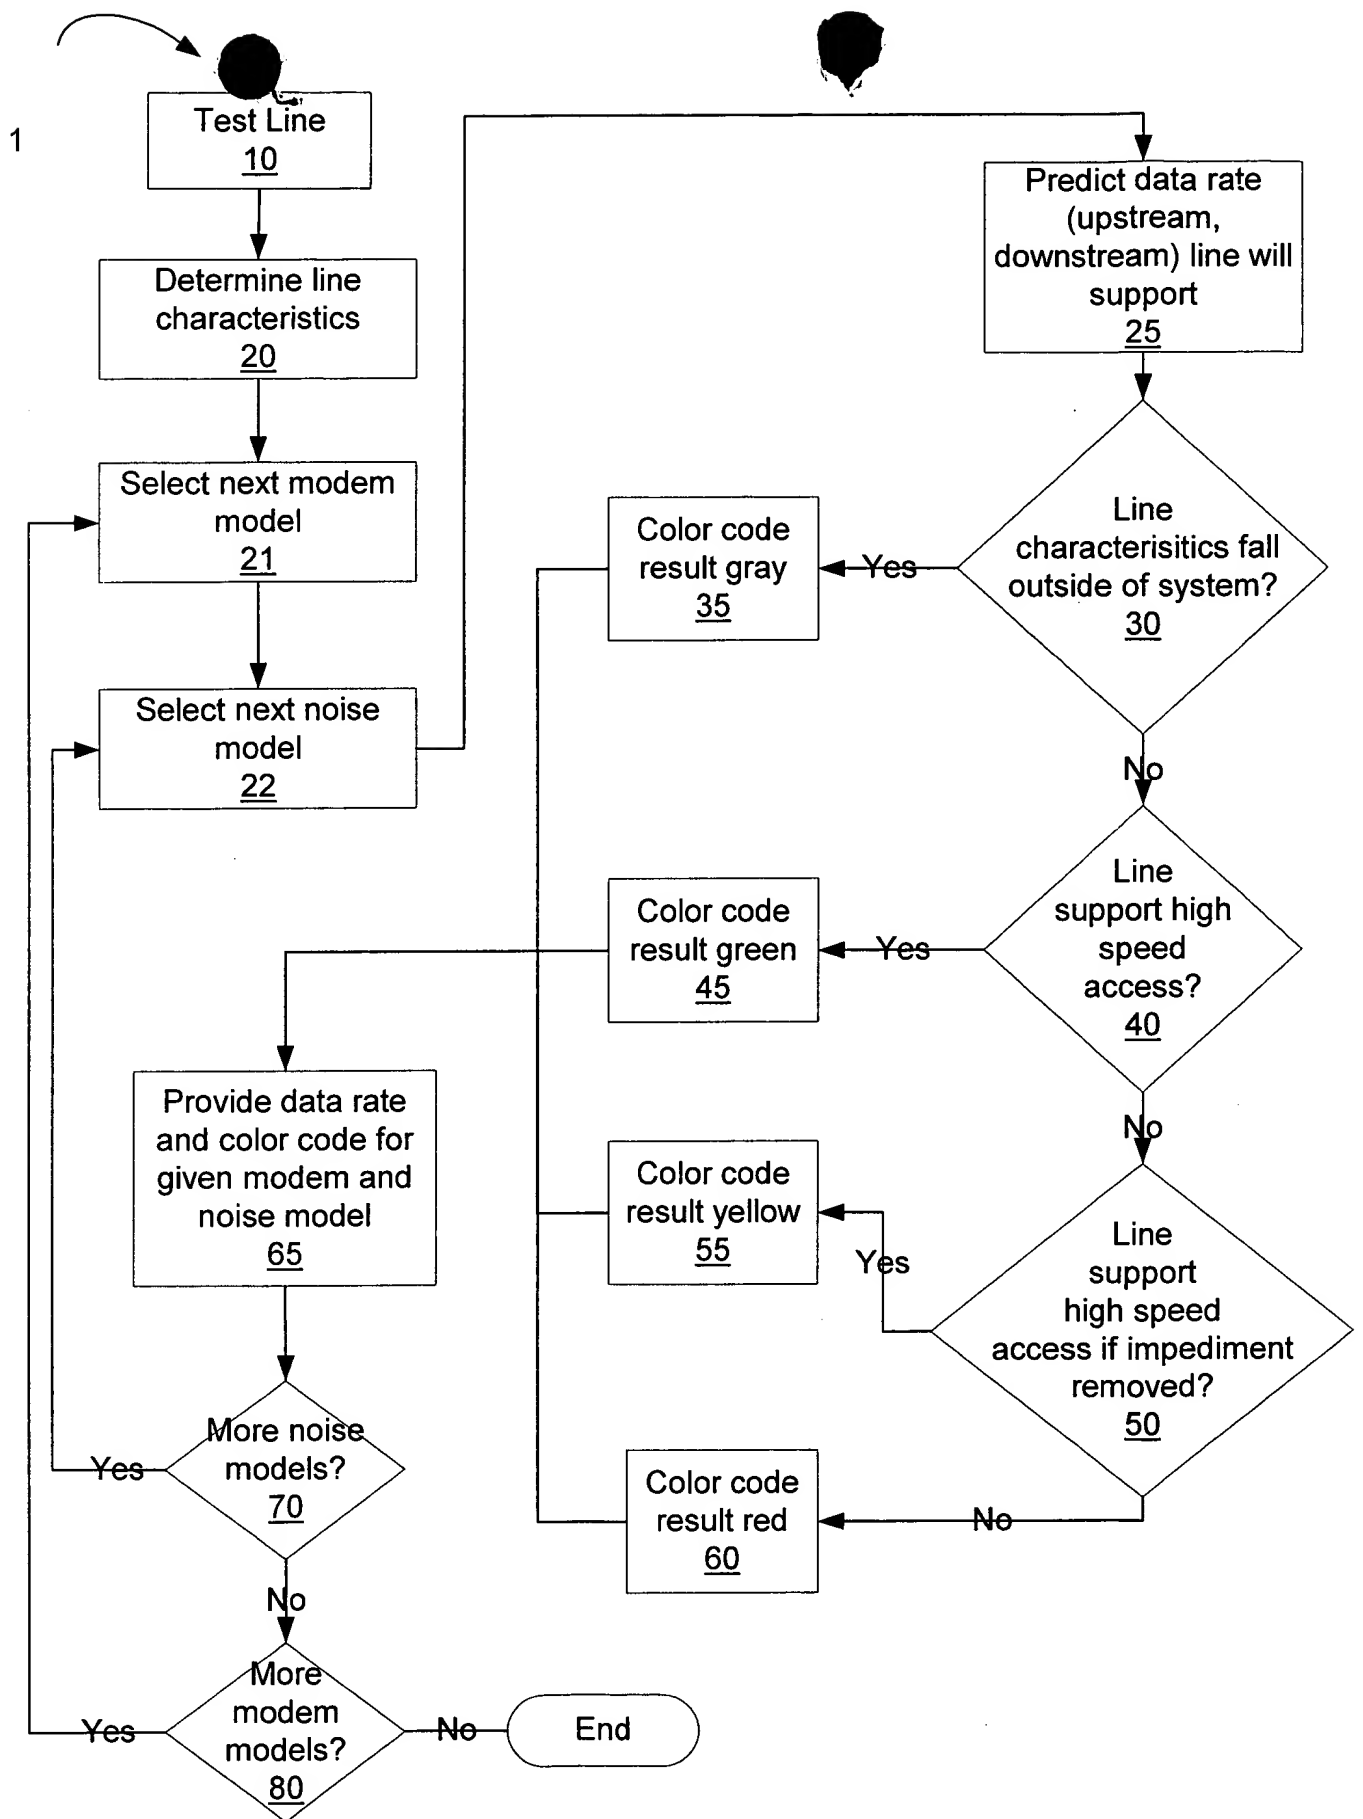 1
Test Line
10
Determine line
characteristics
20
Select next modem
model
21
Select next noise
model
22
Predict data rate
(upstream,
downstream) line will
support
25
Line
characterisitics fall
outside of system?
30
Yes
Color code
result gray
35
No
Line
support high
speed
access?
40
Yes
Color code
result green
45
No
Line
support
high speed
access if impediment
removed?
50
Yes
Color code
result yellow
55
No
Color code
result red
60
Provide data rate
and color code for
given modem and
noise model
65
More noise
models?
70
Yes
No
More
modem
models?
80
Yes
No
End